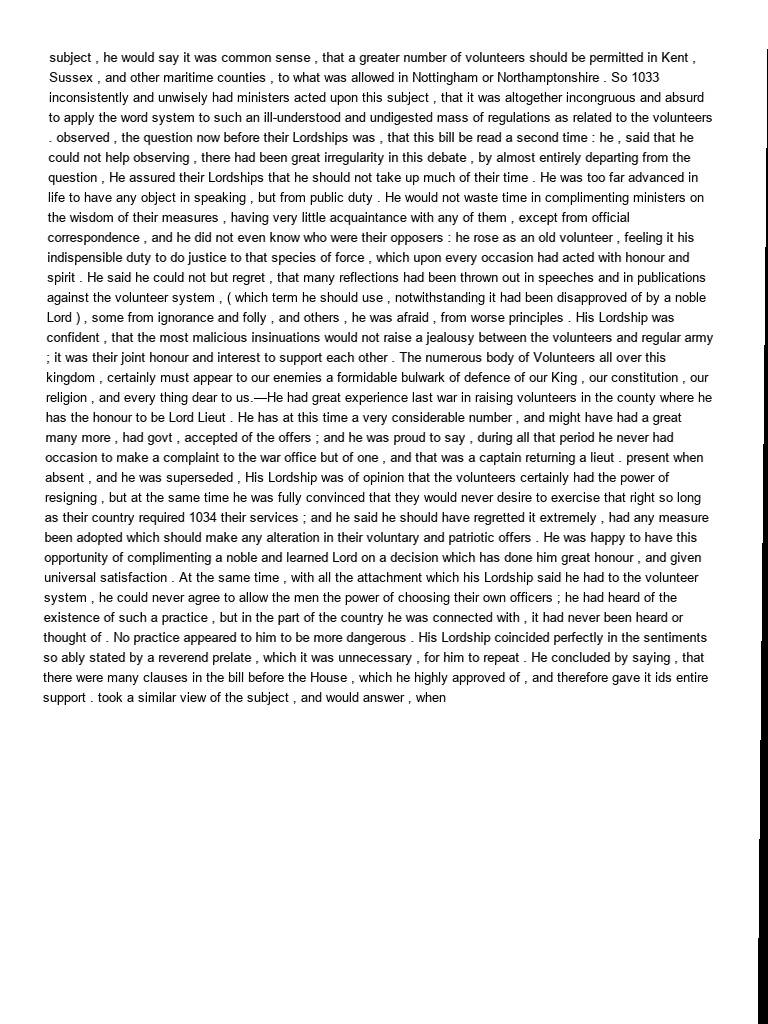 subject , he would say it was common sense , that a greater number of volunteers should be permitted in Kent ,
Sussex , and other maritime counties , to what was allowed in Nottingham or Northamptonshire . So 1033
inconsistently and unwisely had ministers acted upon this subject , that it was altogether incongruous and absurd
to apply the word system to such an ill-understood and undigested mass of regulations as related to the volunteers
. observed , the question now before their Lordships was , that this bill be read a second time : he , said that he
could not help observing , there had been great irregularity in this debate , by almost entirely departing from the
question , He assured their Lordships that he should not take up much of their time . He was too far advanced in
life to have any object in speaking , but from public duty . He would not waste time in complimenting ministers on
the wisdom of their measures , having very little acquaintance with any of them , except from official
correspondence , and he did not even know who were their opposers : he rose as an old volunteer , feeling it his
indispensible duty to do justice to that species of force , which upon every occasion had acted with honour and
spirit . He said he could not but regret , that many reflections had been thrown out in speeches and in publications
against the volunteer system , ( which term he should use , notwithstanding it had been disapproved of by a noble
Lord ) , some from ignorance and folly , and others , he was afraid , from worse principles . His Lordship was
confident , that the most malicious insinuations would not raise a jealousy between the volunteers and regular army
; it was their joint honour and interest to support each other . The numerous body of Volunteers all over this
kingdom , certainly must appear to our enemies a formidable bulwark of defence of our King , our constitution , our
religion , and every thing dear to us.—He had great experience last war in raising volunteers in the county where he
has the honour to be Lord Lieut . He has at this time a very considerable number , and might have had a great
many more , had govt , accepted of the offers ; and he was proud to say , during all that period he never had
occasion to make a complaint to the war office but of one , and that was a captain returning a lieut . present when
absent , and he was superseded , His Lordship was of opinion that the volunteers certainly had the power of
resigning , but at the same time he was fully convinced that they would never desire to exercise that right so long
as their country required 1034 their services ; and he said he should have regretted it extremely , had any measure
been adopted which should make any alteration in their voluntary and patriotic offers . He was happy to have this
opportunity of complimenting a noble and learned Lord on a decision which has done him great honour , and given
universal satisfaction . At the same time , with all the attachment which his Lordship said he had to the volunteer
system , he could never agree to allow the men the power of choosing their own officers ; he had heard of the
existence of such a practice , but in the part of the country he was connected with , it had never been heard or
thought of . No practice appeared to him to be more dangerous . His Lordship coincided perfectly in the sentiments
so ably stated by a reverend prelate , which it was unnecessary , for him to repeat . He concluded by saying , that
there were many clauses in the bill before the House , which he highly approved of , and therefore gave it ids entire
support . took a similar view of the subject , and would answer , when